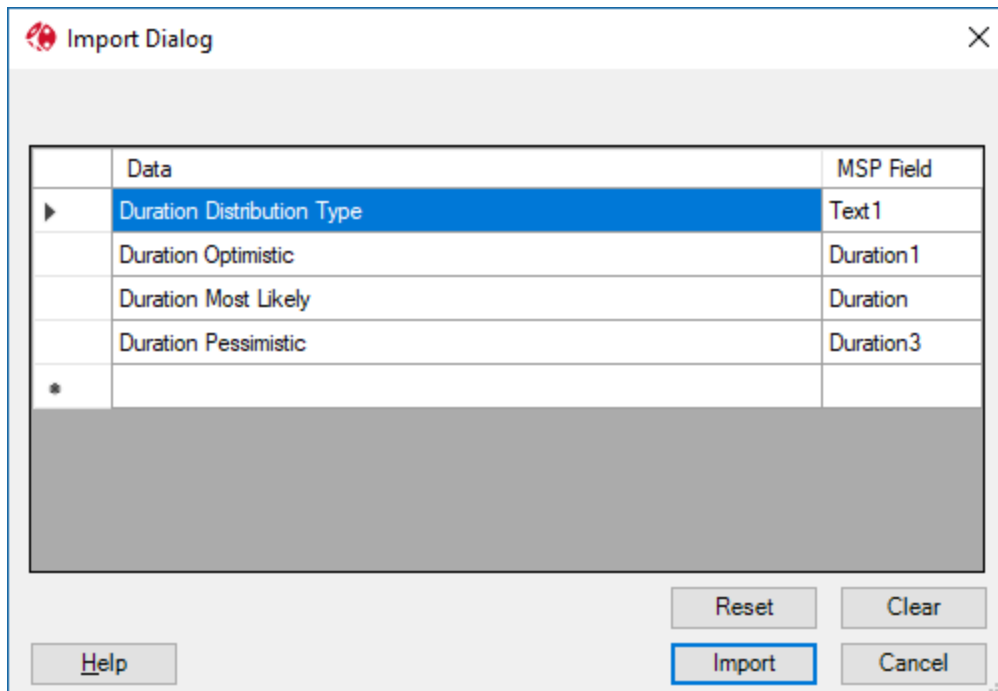 Import Dialog
Data MSP Field
Duration Distribution Type Text1
Duration Optimistic Duration1
Duration Most Likely Duration
Duration Pessimistic Duration3
Reset Clear
Help Import Cancel